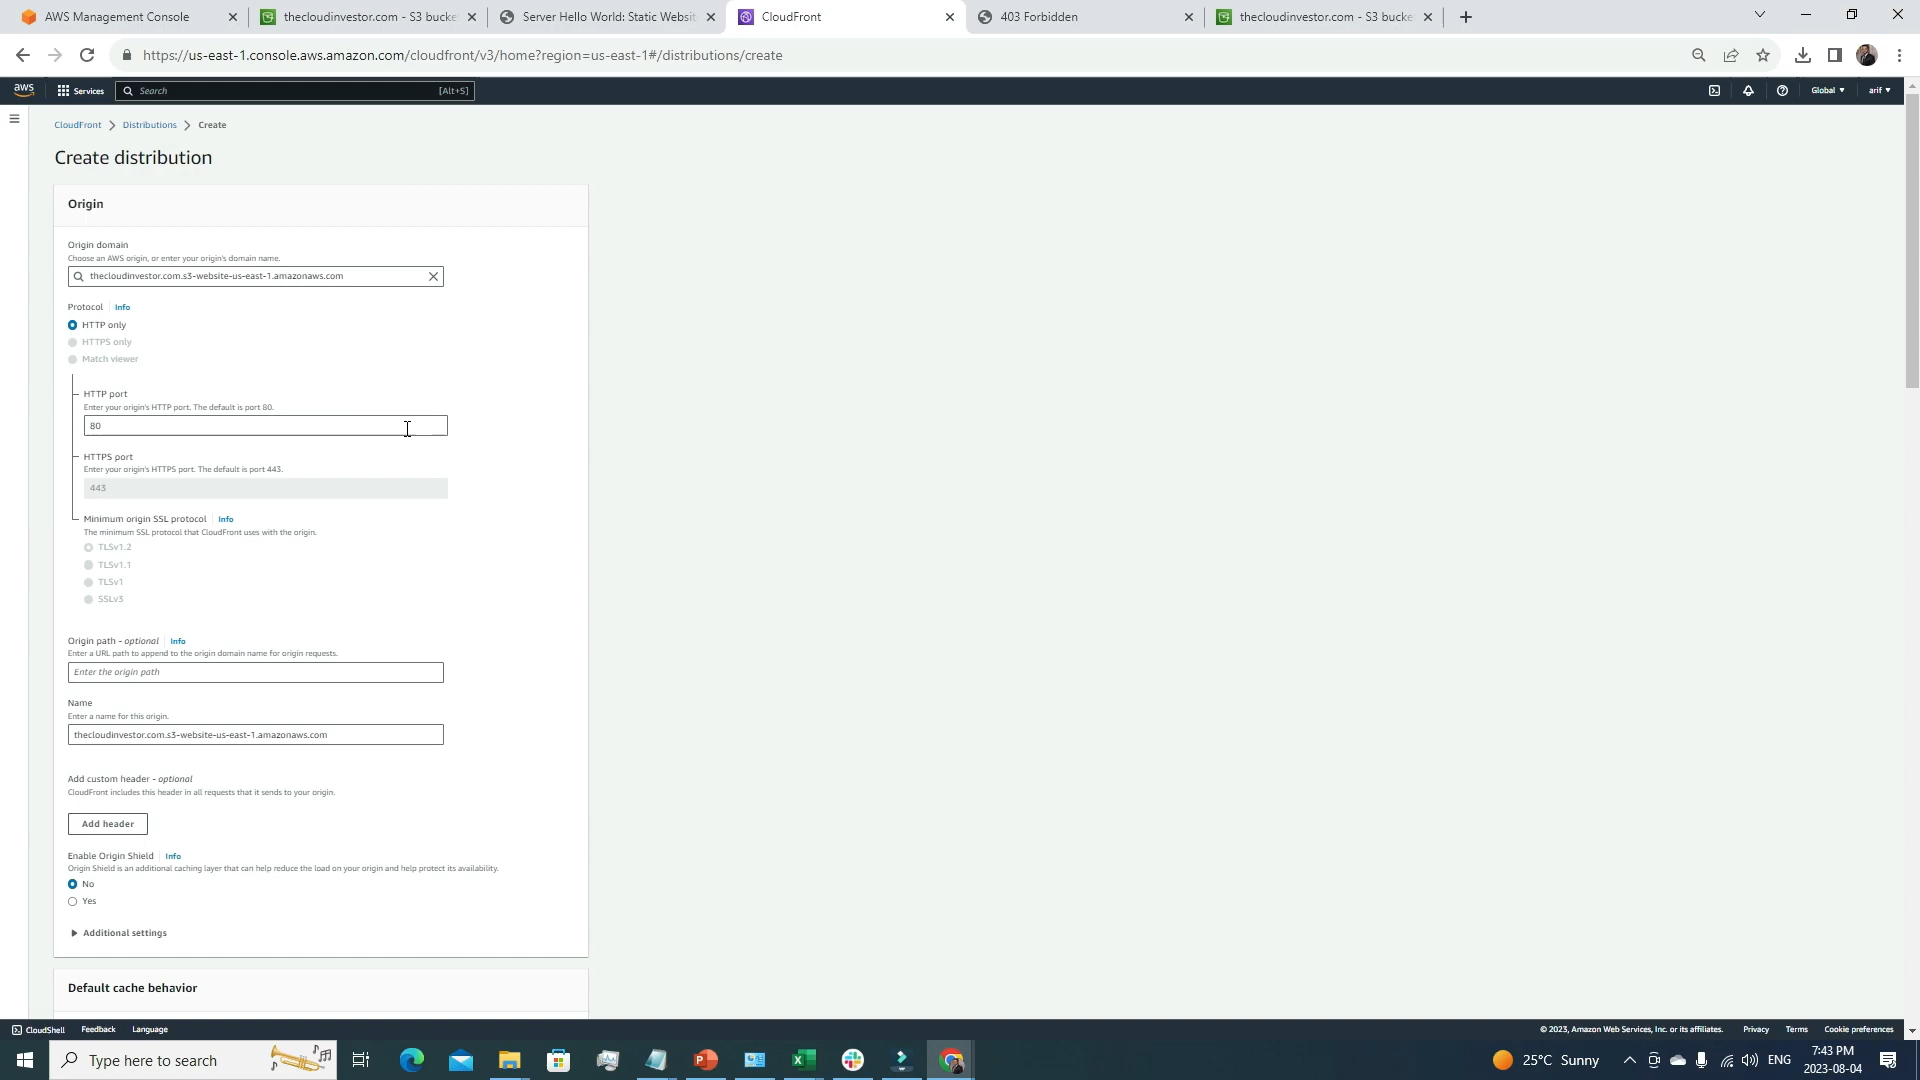 AWS Management Console
thecloudinvestor.com - S3 bucke
Server Hello World: Static Websit
CloudFront
403 Forbidden
thecloudinvestor.com - S3 bucke
https://us-east-1.console.aws.amazon.com/cloudfront/v3/home?region=us-east-1#/distributions/create
aws
Services
Search
[Alt+S]
Global
arif
CloudFront
Distributions
Create
Create distribution
Origin
Origin domain
Choose an AWS origin, or enter your origin's domain name.
thecloudinvestor.com.s3-website-us-east-1.amazonaws.com
Protocol
Info
HTTP only
HTTPS only
Match viewer
HTTP port
Enter your origin's HTTP port. The default is port 80.
80
HTTPS port
Enter your origin's HTTPS port. The default is port 443.
443
Minimum origin SSL protocol
Info
The minimum SSL protocol that CloudFront uses with the origin.
TLSv1.2
TLSv1.1
TLSv1
SSLv3
Origin path - optional
Info
Enter a URL path to append to the origin domain name for origin requests.
Enter the origin path
Name
Enter a name for this origin.
thecloudinvestor.com.s3-website-us-east-1.amazonaws.com
Add custom header - optional
CloudFront includes this header in all requests that it sends to your origin.
Add header
Enable Origin Shield
Info
Origin Shield is an additional caching layer that can help reduce the load on your origin and help protect its availability.
No
Yes
Additional settings
Default cache behavior
CloudShell
Feedback
Language
© 2023, Amazon Web Services, Inc. or its affiliates.
Privacy
Terms
Cookie preferences
Type here to search
25°C Sunny
ENG
7:43 PM
2023-08-04